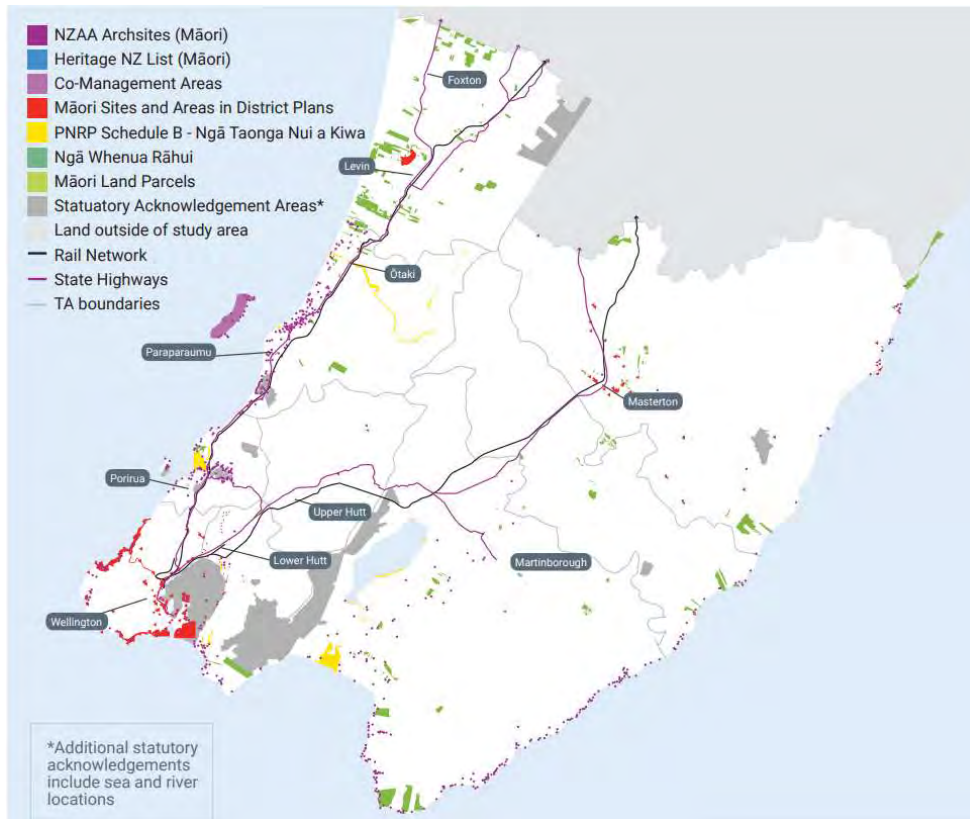 NZAA Archsites (Māori)
Heritage NZ List (Māori)
Co-Management Areas
Māori Sites and Areas in District Plans
PNRP Schedule B - Ngā Taonga Nui a Kiwa
Ngā Whenua Rāhui
Māori Land Parcels
Statuatory Acknowledgement Areas*
Land outside of study area
Rail Network
State Highways
TA boundaries
Foxton
Levin
Ōtaki
Paraparaumu
Masterton
Porirua
Upper Hutt
Lower Hutt
Martinborough
Wellington
*Additional statutory
acknowledgements
include sea and river
locations